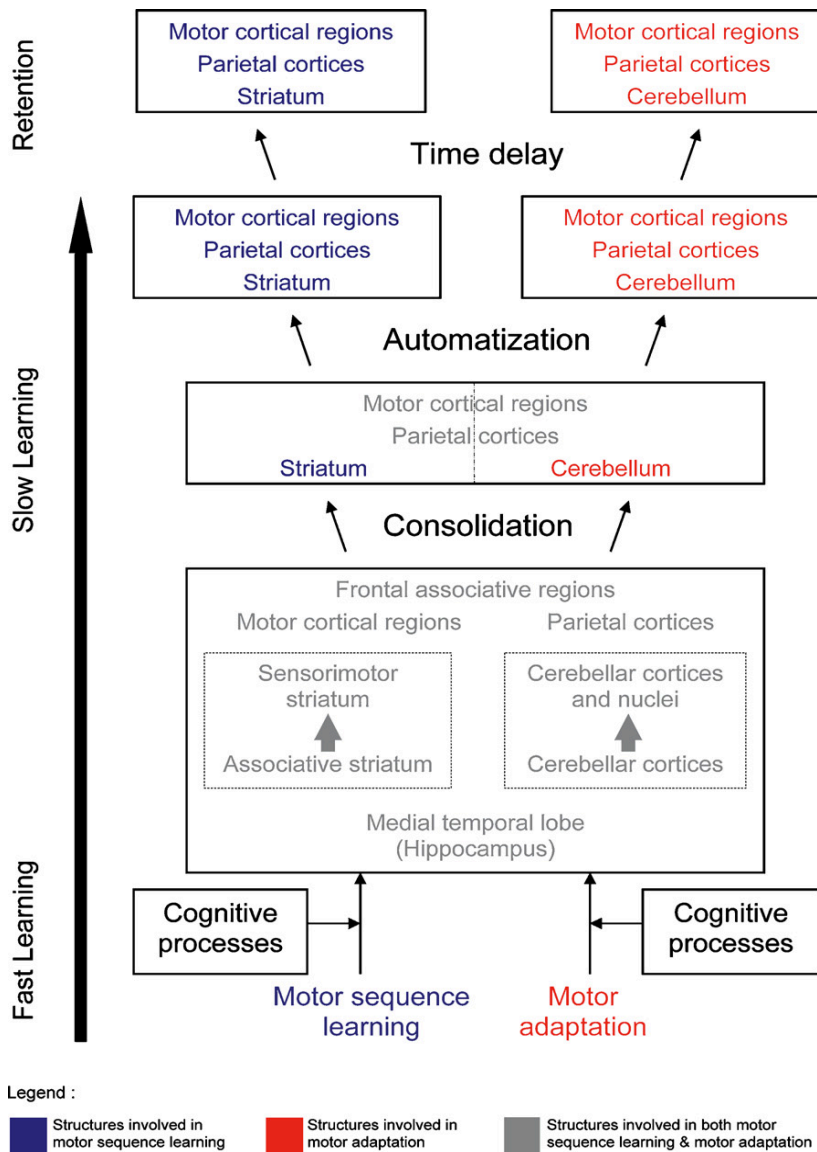 Retention
Motor cortical regions
Parietal cortices
Striatum
Motor cortical regions
Parietal cortices
Cerebellum
Time delay
Motor cortical regions
Parietal cortices
Striatum
Motor cortical regions
Parietal cortices
Cerebellum
Automatization
Slow Learning
Motor cortical regions
Parietal cortices
Striatum
Cerebellum
Consolidation
Frontal associative regions
Motor cortical regions
Parietal cortices
Sensorimotor
striatum
Associative striatum
Cerebellar cortices
and nuclei
Cerebellar cortices
Medial temporal lobe
(Hippocampus)
Fast Learning
Cognitive
processes
Cognitive
processes
Motor sequence
learning
Motor
adaptation
Legend :
Structures involved in
motor sequence learning
Structures involved in
motor adaptation
Structures involved in both motor
sequence learning & motor adaptation